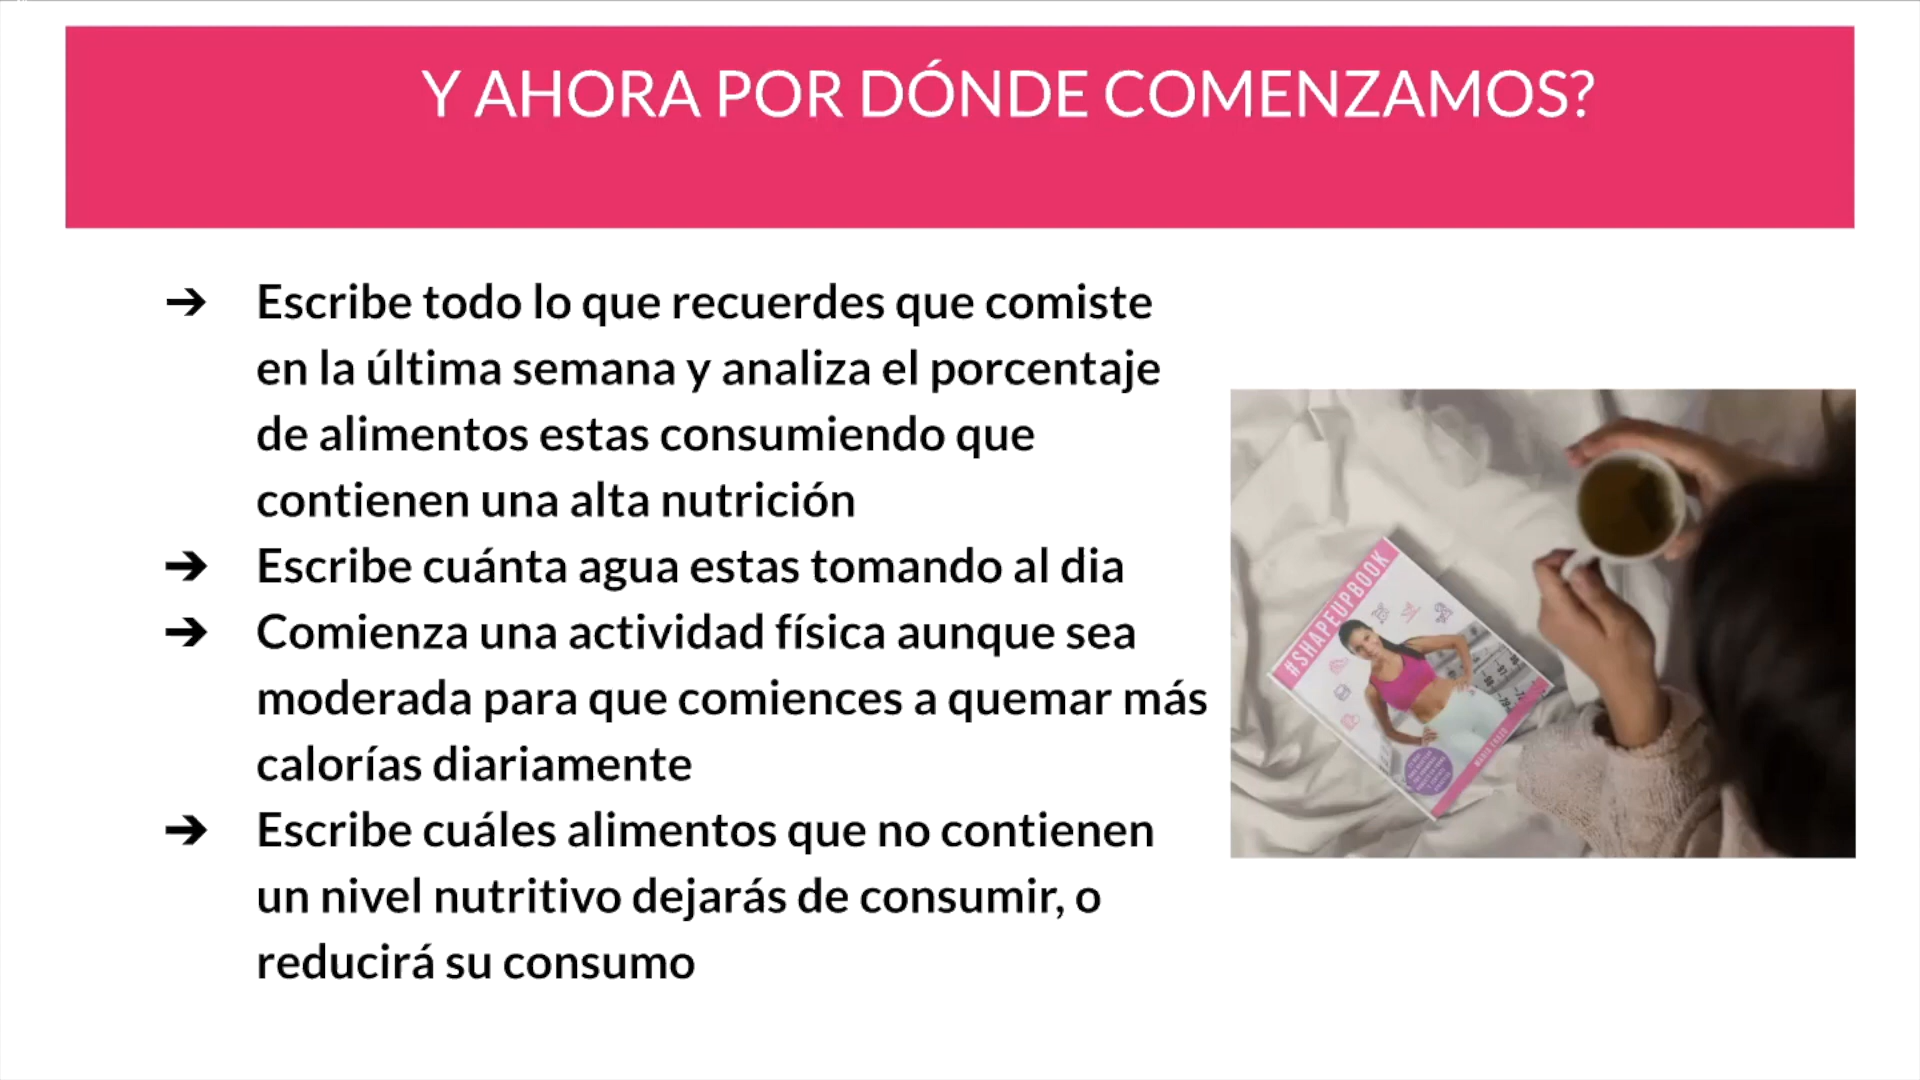 Y AHORA POR DÓNDE COMENZAMOS?
➔ Escribe todo lo que recuerdes que comiste
en la última semana y analiza el porcentaje
de alimentos estas consumiendo que
contienen una alta nutrición
➔ Escribe cuánta agua estas tomando al dia
➔ Comienza una actividad física aunque sea
moderada para que comiences a quemar más
calorías diariamente
➔ Escribe cuáles alimentos que no contienen
un nivel nutritivo dejarás de consumir, o
reducirá su consumo
#SHAPEUPBOOK